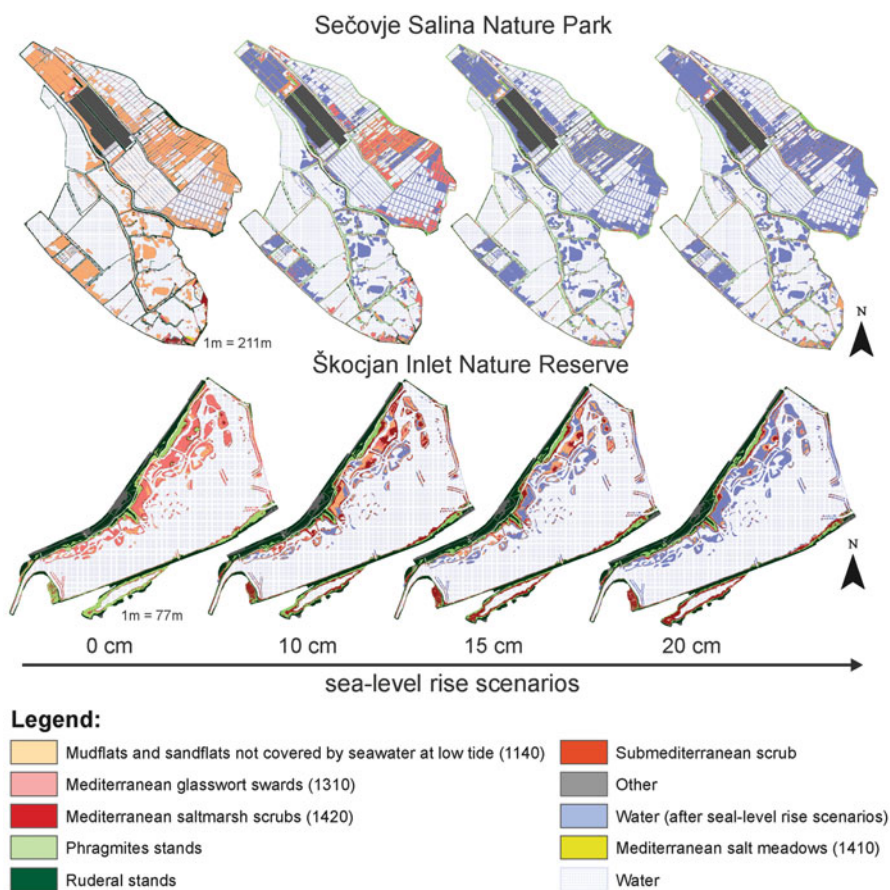 Sečovje Salina Nature Park
N
1m = 211m
Škocjan Inlet Nature Reserve
N
1m = 77m
0 cm
10 cm
15 cm
20 cm
sea-level rise scenarios
Legend:
Mudflats and sandflats not covered by seawater at low tide (1140)
Mediterranean glasswort swards (1310)
Mediterranean saltmarsh scrubs (1420)
Phragmites stands
Ruderal stands
Submediterranean scrub
Other
Water (after seal-level rise scenarios)
Mediterranean salt meadows (1410)
Water